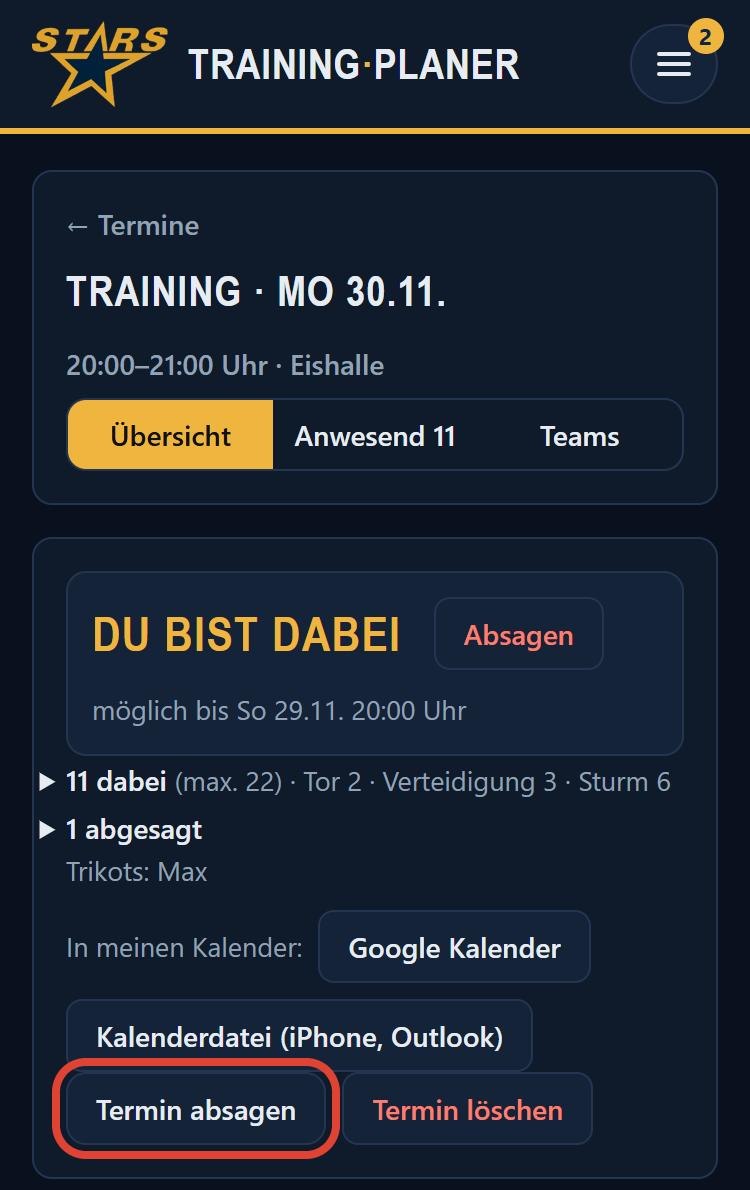 STARS
TRAINING·PLANER
2
← Termine
TRAINING · MO 30.11.
20:00–21:00 Uhr · Eishalle
Übersicht
Anwesend 11
Teams
DU BIST DABEI
Absagen
möglich bis So 29.11. 20:00 Uhr
▶ 11 dabei (max. 22) · Tor 2 · Verteidigung 3 · Sturm 6
▶ 1 abgesagt
Trikots: Max
In meinen Kalender:
Google Kalender
Kalenderdatei (iPhone, Outlook)
Termin absagen
Termin löschen